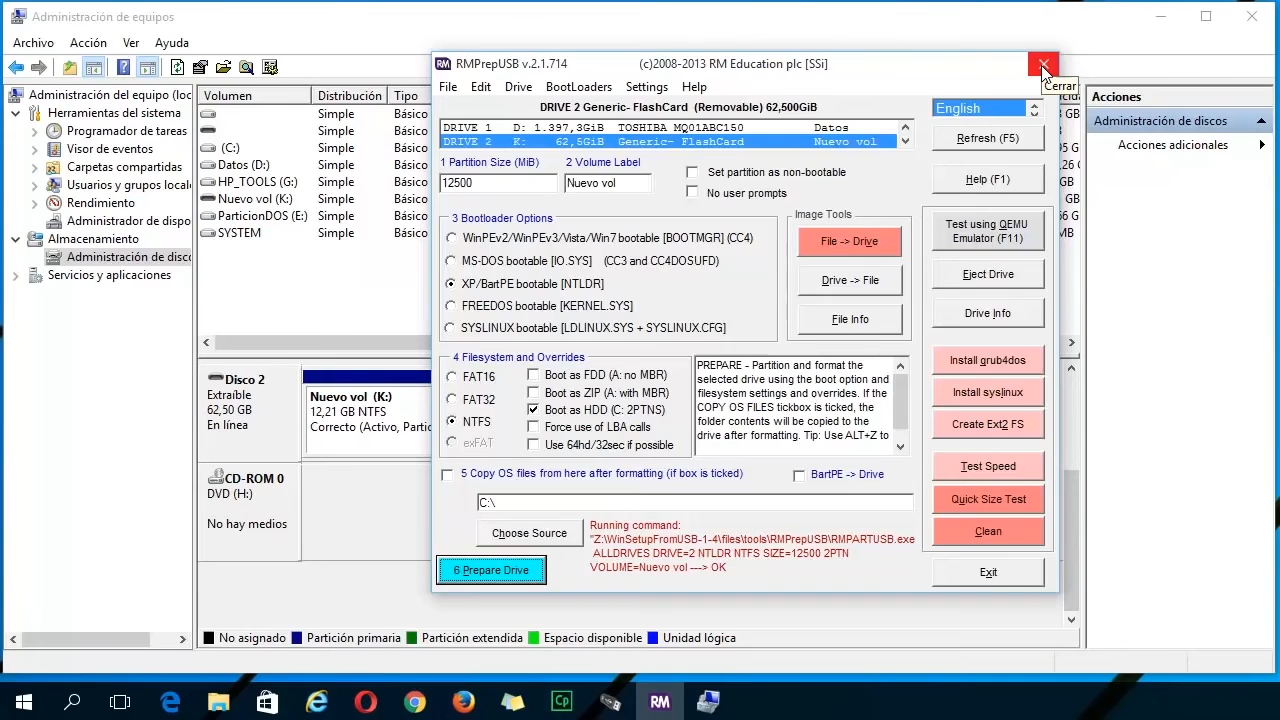 Administración de equipos
Archivo Acción Ver Ayuda
Administración del equipo (loc
Herramientas del sistema
Programador de tareas
Visor de eventos
Carpetas compartidas
Usuarios y grupos locale
Rendimiento
Administrador de dispo
Almacenamiento
Administración de disco
Servicios y aplicaciones
Volumen Distribución Tipo
Simple Básico
Simple Básico
(C:) Simple Básico
Datos (D:) Simple Básico
HP_TOOLS (G:) Simple Básico
Nuevo vol (K:) Simple Básico
ParticionDOS (E:) Simple Básico
SYSTEM Simple Básico
Disco 2
Extraíble
62,50 GB
En línea
Nuevo vol (K:)
12,21 GB NTFS
Correcto (Activo, Partic
CD-ROM 0
DVD (H:)
No hay medios
No asignado Partición primaria Partición extendida Espacio disponible Unidad lógica
Acciones
Administración de discos
Acciones adicionales
RM RMPrepUSB v.2.1.714 (c)2008-2013 RM Education plc [SSi]
Cerrar
File Edit Drive BootLoaders Settings Help
DRIVE 2 Generic- FlashCard (Removable) 62,500GiB
DRIVE 1 D: 1.397,3GiB TOSHIBA MQ01ABC150 Datos
DRIVE 2 K: 62,5GiB Generic- FlashCard Nuevo vol
1 Partition Size (MiB) 2 Volume Label
12500 Nuevo vol
Set partition as non-bootable
No user prompts
3 Bootloader Options
WinPEv2/WinPEv3/Vista/Win7 bootable [BOOTMGR] (CC4)
MS-DOS bootable [IO.SYS] (CC3 and CC4DOSUFD)
XP/BartPE bootable [NTLDR]
FREEDOS bootable [KERNEL.SYS]
SYSLINUX bootable [LDLINUX.SYS + SYSLINUX.CFG]
Image Tools
File -> Drive
Drive -> File
File Info
4 Filesystem and Overrides
FAT16
FAT32
NTFS
exFAT
Boot as FDD (A: no MBR)
Boot as ZIP (A: with MBR)
Boot as HDD (C: 2PTNS)
Force use of LBA calls
Use 64hd/32sec if possible
PREPARE - Partition and format the
selected drive using the boot option and
filesystem settings and overrides. If the
COPY OS FILES tickbox is ticked, the
folder contents will be copied to the
drive after formatting. Tip: Use ALT+Z to
5 Copy OS files from here after formatting (if box is ticked) BartPE -> Drive
C:\
Choose Source
6 Prepare Drive
Running command:
"Z:\WinSetupFromUSB-1-4\files\tools\RMPrepUSB\RMPARTUSB.exe
ALLDRIVES DRIVE=2 NTLDR NTFS SIZE=12500 2PTN
VOLUME=Nuevo vol ---> OK
English
Refresh (F5)
Help (F1)
Test using QEMU
Emulator (F11)
Eject Drive
Drive Info
Install grub4dos
Install syslinux
Create Ext2 FS
Test Speed
Quick Size Test
Clean
Exit
Cp
RM